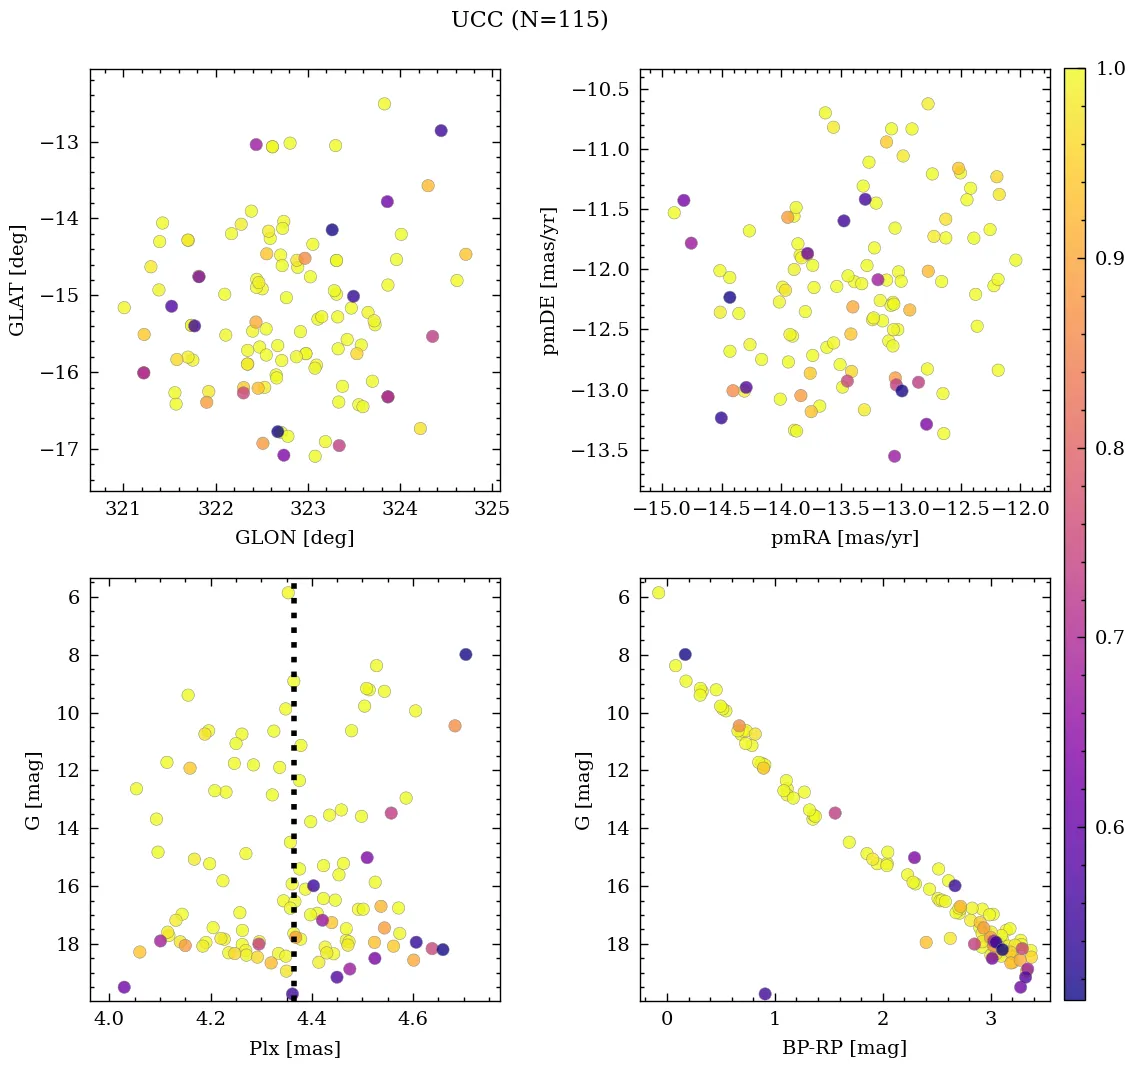 UCC (N=115)
−13
−14
−15
−16
−17
GLAT [deg]
321 322 323 324 325
GLON [deg]
−10.5
−11.0
−11.5
−12.0
−12.5
−13.0
−13.5
pmDE [mas/yr]
−15.0 −14.5 −14.0 −13.5 −13.0 −12.5 −12.0
pmRA [mas/yr]
1.0
0.9
0.8
0.7
0.6
6
8
10
12
14
16
18
G [mag]
4.0 4.2 4.4 4.6
Plx [mas]
6
8
10
12
14
16
18
G [mag]
0 1 2 3
BP-RP [mag]